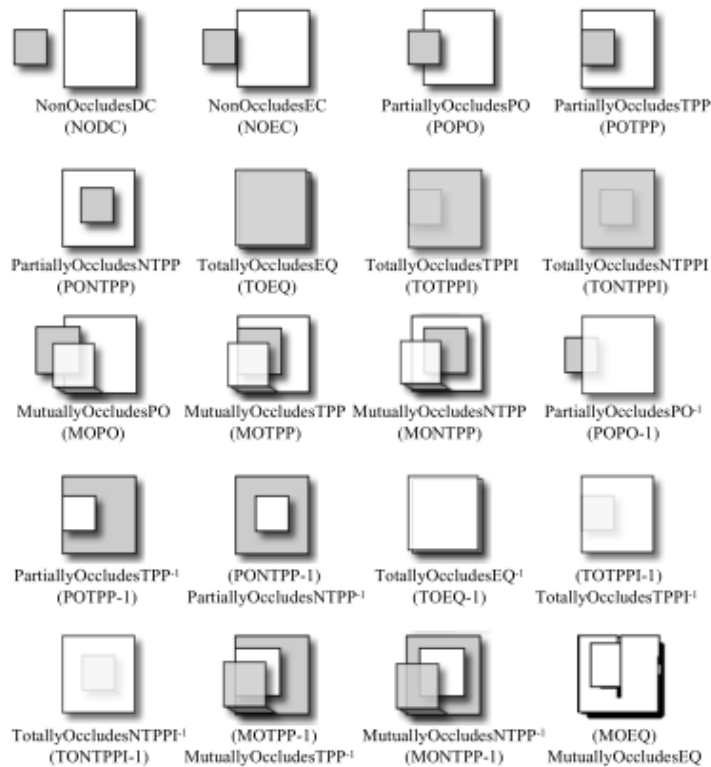 NonOccludesDC
(NODC)
NonOccludesEC
(NOEC)
PartiallyOccludesPO
(POPO)
PartiallyOccludesTPP
(POTPP)
PartiallyOccludesNTPP
(PONTPP)
TotallyOccludesEQ
(TOEQ)
TotallyOccludesTPPI
(TOTPPI)
TotallyOccludesNTPPI
(TONTPPI)
MutuallyOccludesPO
(MOPO)
MutuallyOccludesTPP
(MOTPP)
MutuallyOccludesNTPP
(MONTPP)
PartiallyOccludesPO⁻¹
(POPO-1)
PartiallyOccludesTPP⁻¹
(POTPP-1)
(PONTPP-1)
PartiallyOccludesNTPP⁻¹
TotallyOccludesEQ⁻¹
(TOEQ-1)
(TOTPPI-1)
TotallyOccludesTPPI⁻¹
TotallyOccludesNTPPI⁻¹
(TONTPPI-1)
(MOTPP-1)
MutuallyOccludesTPP⁻¹
MutuallyOccludesNTPP⁻¹
(MONTPP-1)
(MOEQ)
MutuallyOccludesEQ